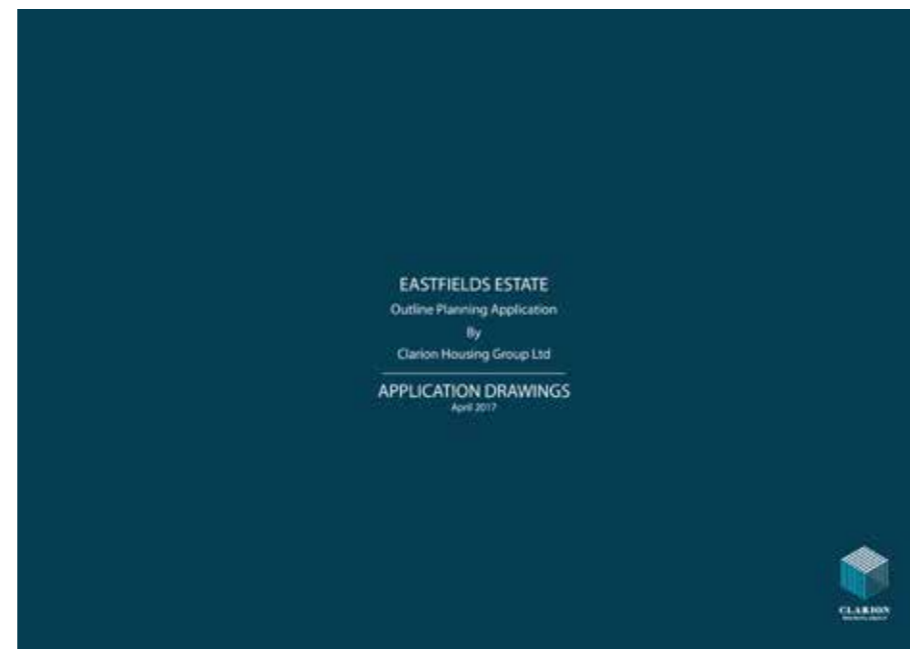 EASTFIELDS ESTATE
Outline Planning Application
By
Clarion Housing Group Ltd
APPLICATION DRAWINGS
April 2017
CLARION